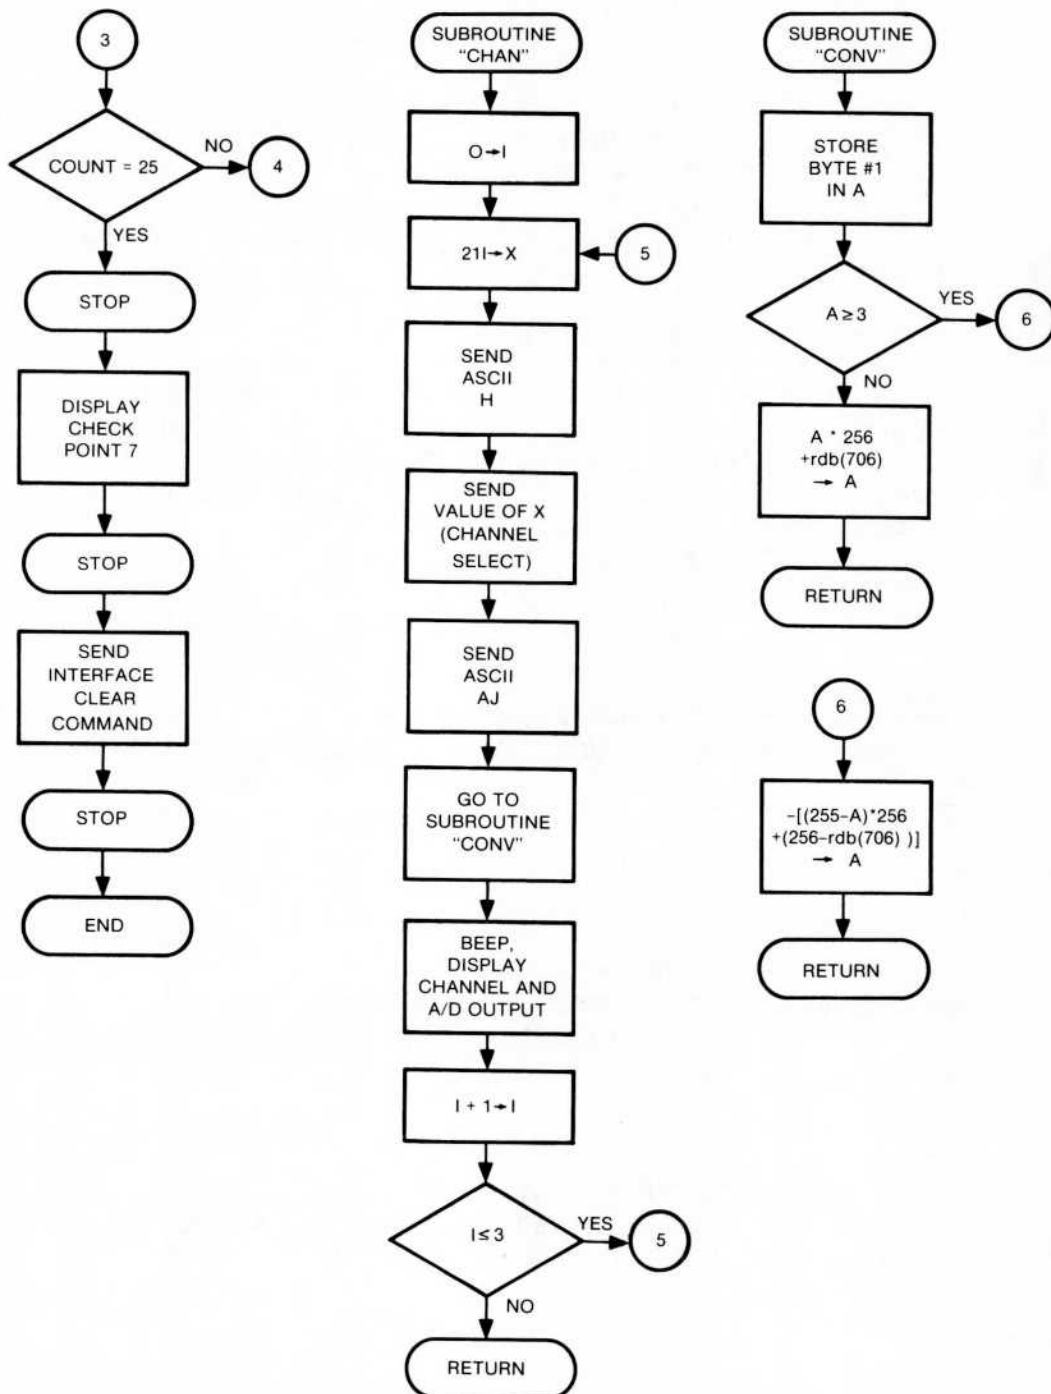 3
COUNT = 25
NO
4
YES
STOP
DISPLAY
CHECK
POINT 7
STOP
SEND
INTERFACE
CLEAR
COMMAND
STOP
END
SUBROUTINE
“CHAN”
O→I
21I→X
5
SEND
ASCII
H
SEND
VALUE OF X
(CHANNEL
SELECT)
SEND
ASCII
AJ
GO TO
SUBROUTINE
“CONV”
BEEP,
DISPLAY
CHANNEL AND
A/D OUTPUT
I + 1→I
I ≤ 3
YES
5
NO
RETURN
SUBROUTINE
“CONV”
STORE
BYTE #1
IN A
A ≥ 3
YES
6
NO
A * 256
+rdb(706)
→ A
RETURN
6
–[(255-A)*256
+(256-rdb(706) )]
→ A
RETURN